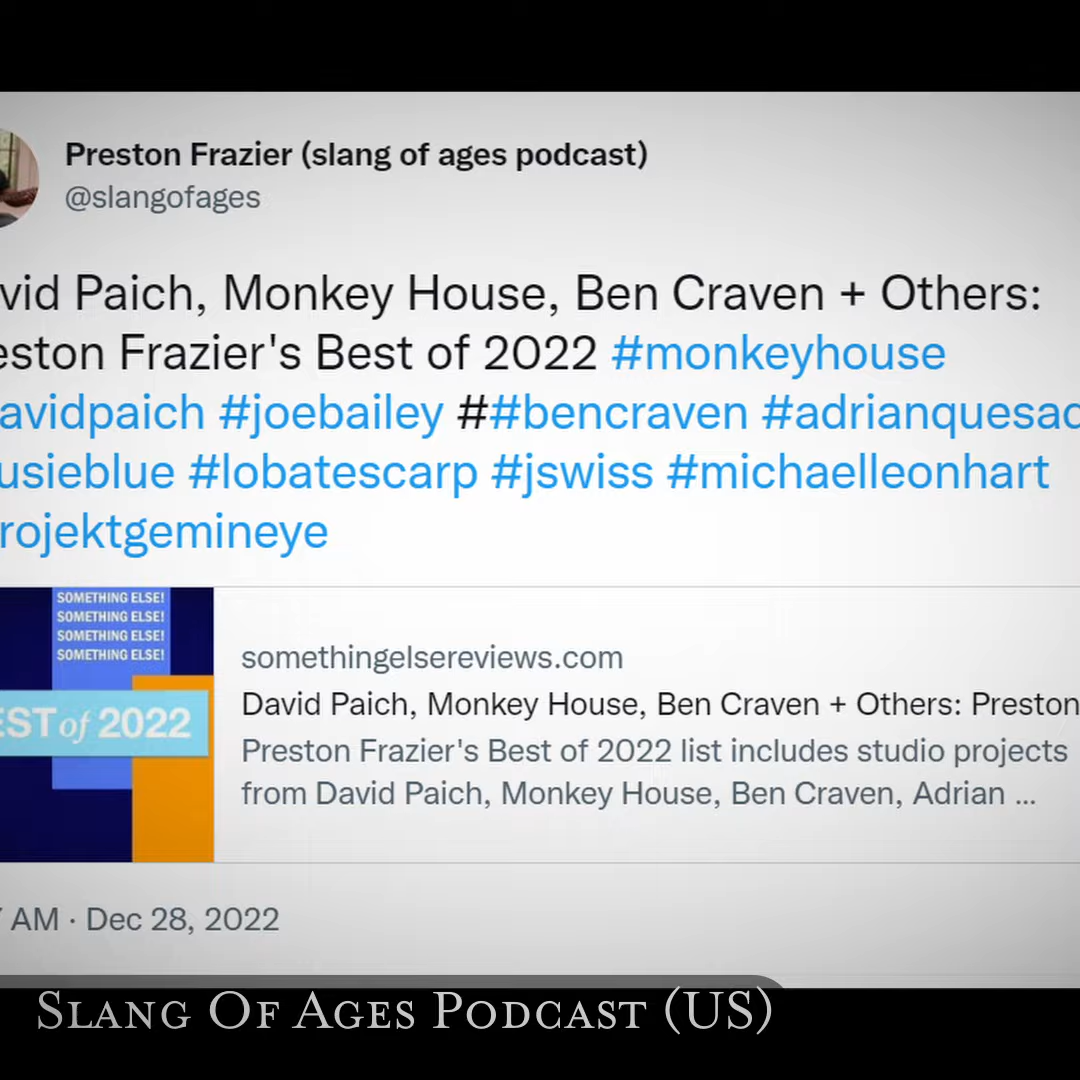 Preston Frazier (slang of ages podcast)
@slangofages
vid Paich, Monkey House, Ben Craven + Others:
eston Frazier's Best of 2022 #monkeyhouse
avidpaich #joebailey ##bencraven #adrianquesad
usieblue #lobatescarp #jswiss #michaelleonhart
rojektgemineye
SOMETHING ELSE!
SOMETHING ELSE!
SOMETHING ELSE!
SOMETHING ELSE!
EST of 2022
somethingelsereviews.com
David Paich, Monkey House, Ben Craven + Others: Preston
Preston Frazier's Best of 2022 list includes studio projects
from David Paich, Monkey House, Ben Craven, Adrian ...
AM · Dec 28, 2022
Slang Of Ages Podcast (US)